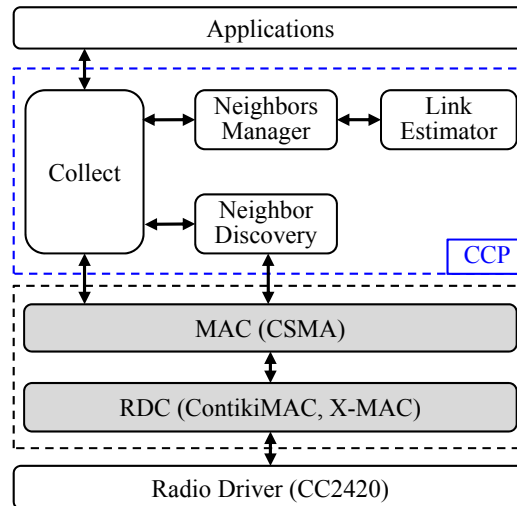 Applications
Neighbors
Manager
Link
Estimator
Collect
Neighbor
Discovery
CCP
MAC (CSMA)
RDC (ContikiMAC, X-MAC)
Radio Driver (CC2420)